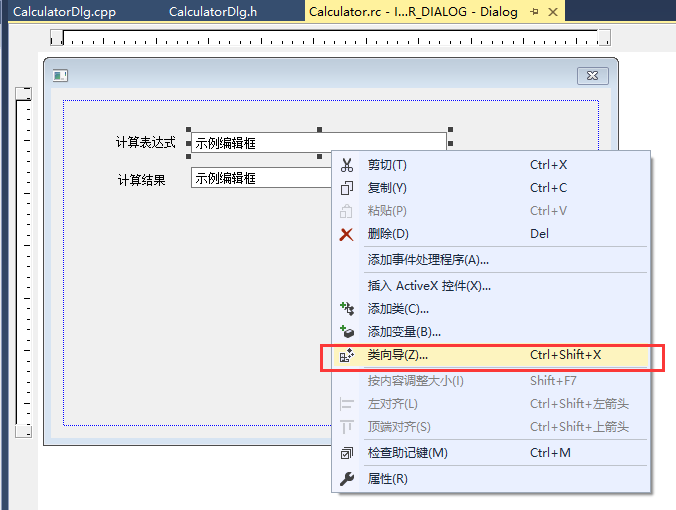 CalculatorDlg.cpp CalculatorDlg.h Calculator.rc - I...R_DIALOG - Dialog
计算表达式 示例编辑框
计算结果 示例编辑框
剪切(T) Ctrl+X
复制(Y) Ctrl+C
粘贴(P) Ctrl+V
删除(D) Del
添加事件处理程序(A)...
插入 ActiveX 控件(X)...
添加类(C)...
添加变量(B)...
类向导(Z)... Ctrl+Shift+X
按内容调整大小(I) Shift+F7
左对齐(L) Ctrl+Shift+左箭头
顶端对齐(S) Ctrl+Shift+上箭头
检查助记键(M) Ctrl+M
属性(R)